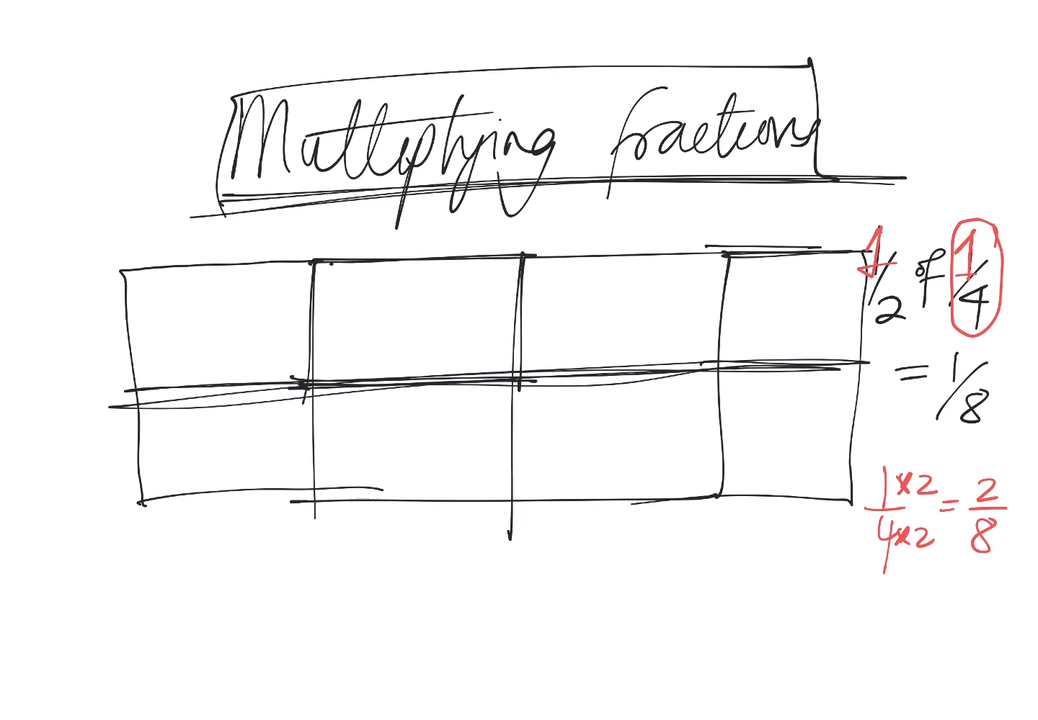 Multiplying fractions
1/2 of 1/4
= 1/8
1×2/4×2 = 2/8